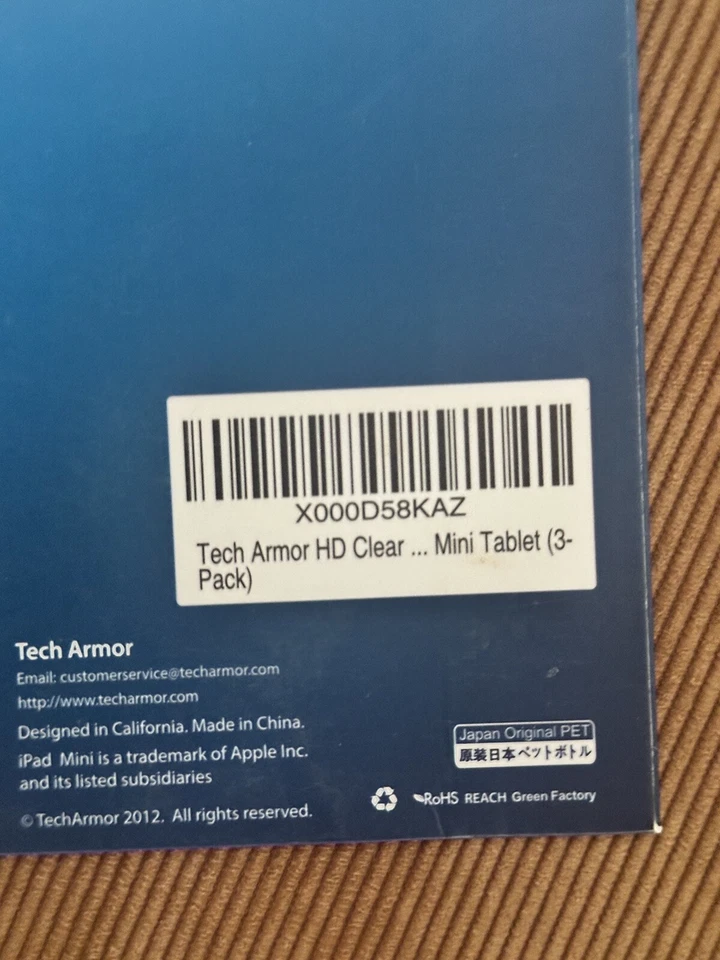 X000D58KAZ
Tech Armor HD Clear ... Mini Tablet (3-
Pack)
Tech Armor
Email: customerservice@techarmor.com
http://www.techarmor.com
Designed in California. Made in China.
iPad Mini is a trademark of Apple Inc.
and its listed subsidiaries
© TechArmor 2012. All rights reserved.
Japan Original PET
原装日本ペットボトル
RoHS REACH Green Factory